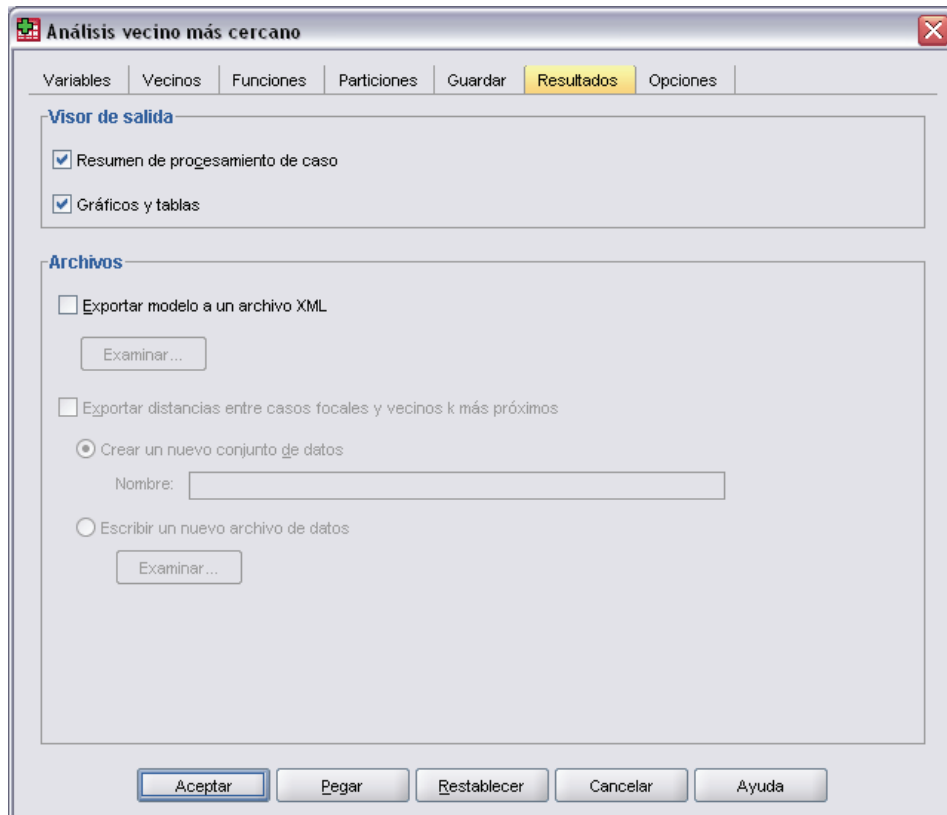 Análisis vecino más cercano
Variables Vecinos Funciones Particiones Guardar Resultados Opciones
Visor de salida
Resumen de procesamiento de caso
Gráficos y tablas
Archivos
Exportar modelo a un archivo XML
Examinar...
Exportar distancias entre casos focales y vecinos k más próximos
Crear un nuevo conjunto de datos
Nombre:
Escribir un nuevo archivo de datos
Examinar...
Aceptar Pegar Restablecer Cancelar Ayuda